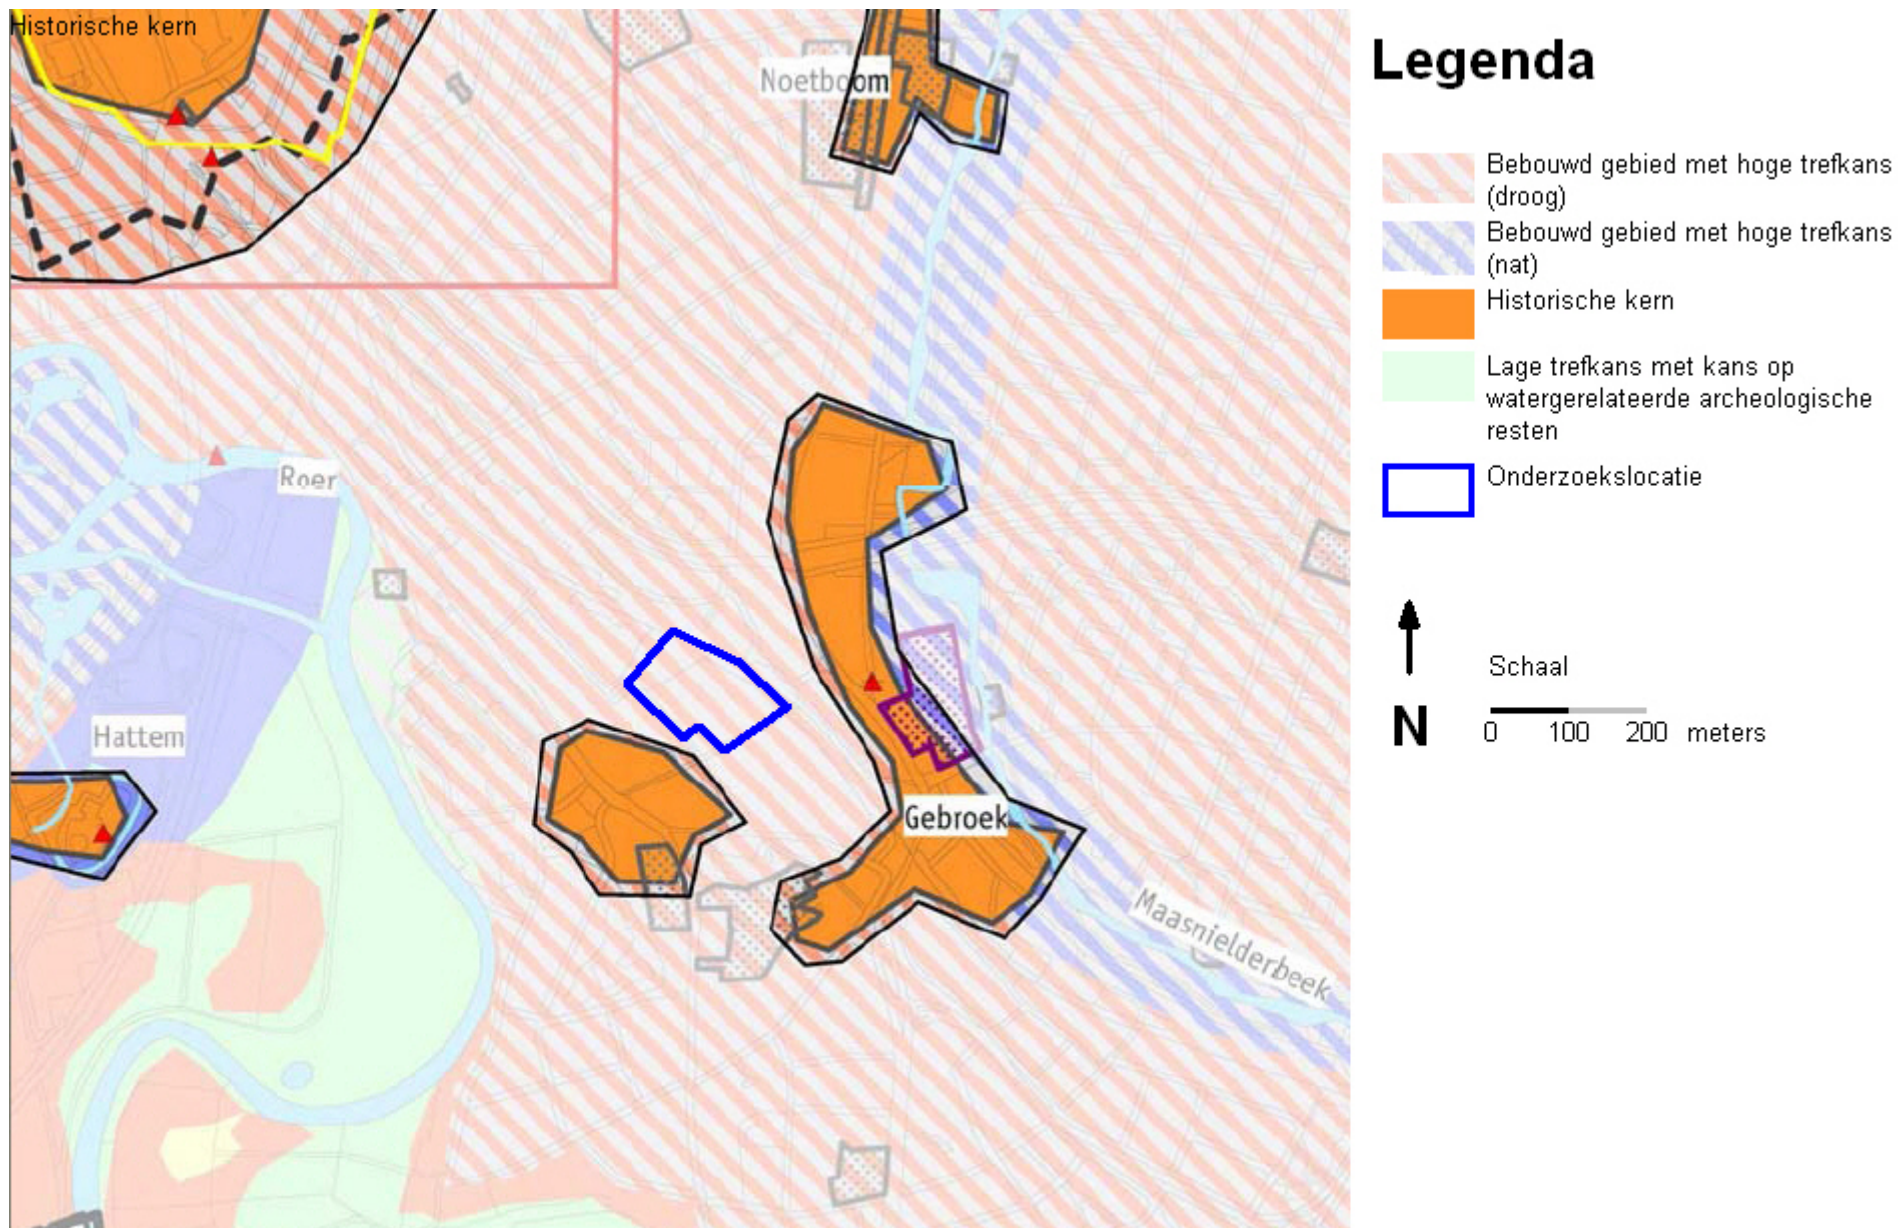 Historische kern
Noetboom
Roer
Hattem
Gebroek
Maasnielderbeek
Legenda
Bebouwd gebied met hoge trefkans
(droog)
Bebouwd gebied met hoge trefkans
(nat)
Historische kern
Lage trefkans met kans op
watergerelateerde archeologische
resten
Onderzoekslocatie
Schaal
N
0 100 200 meters